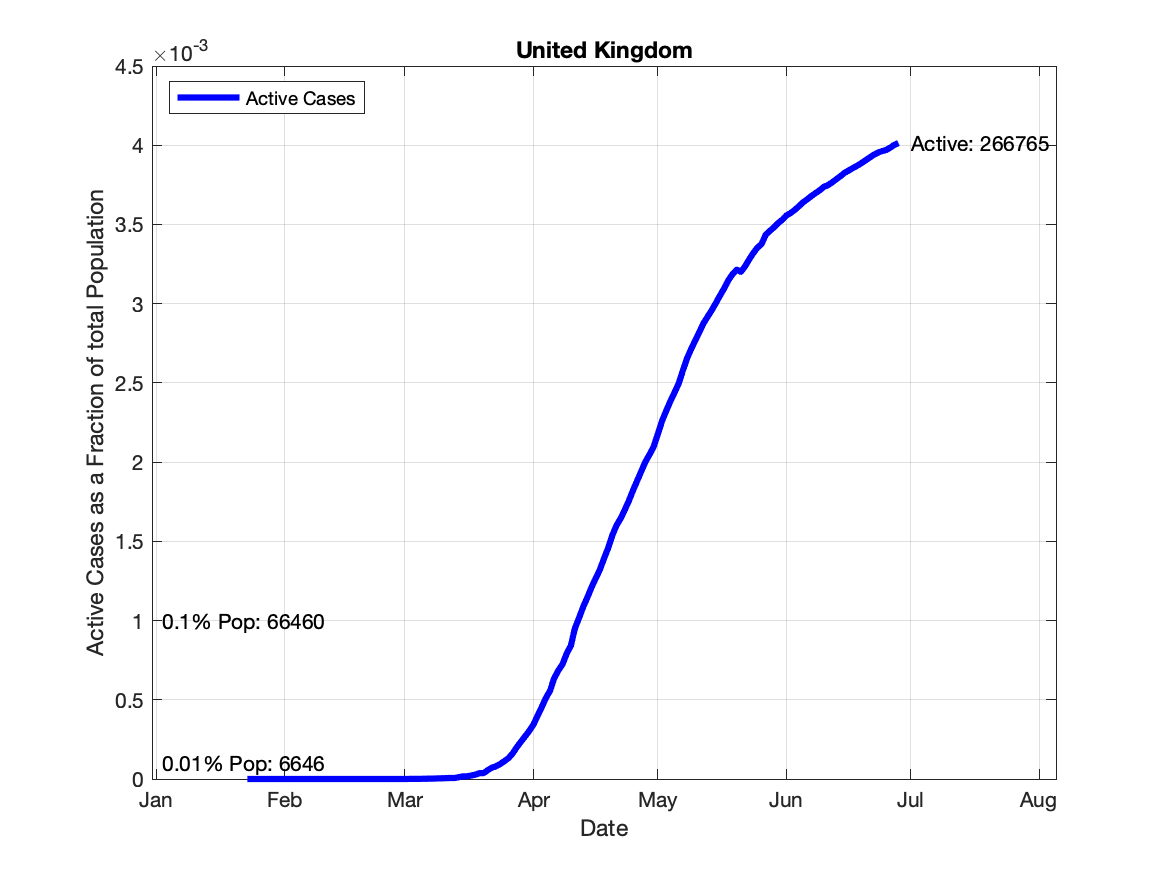 United Kingdom
×10-3
4.5
Active Cases
4
Active: 266765
3.5
3
2.5
2
1.5
1
0.1% Pop: 66460
0.5
0.01% Pop: 6646
0
Active Cases as a Fraction of total Population
Jan Feb Mar Apr May Jun Jul Aug
Date